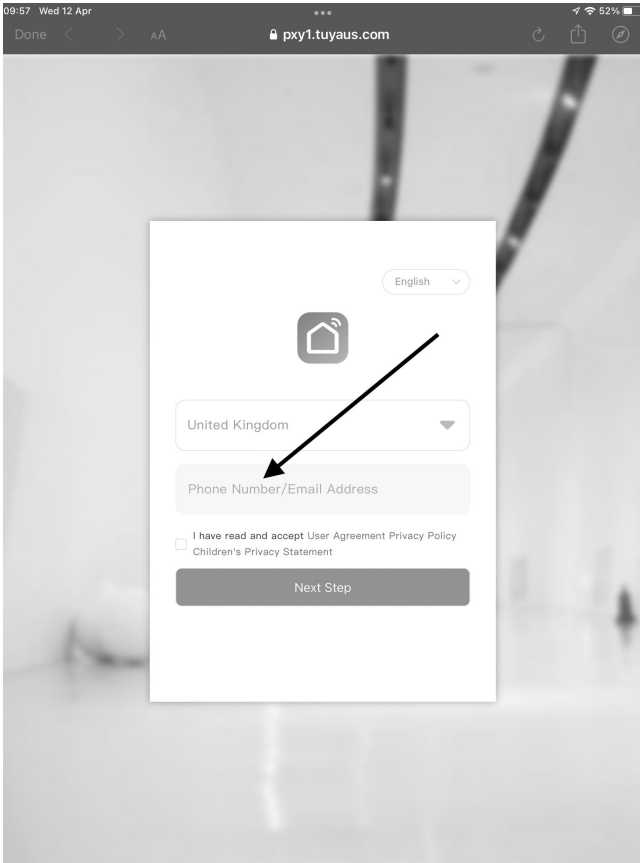 09:57 Wed 12 Apr
52%
Done
AA
pxy1.tuyaus.com
English
United Kingdom
Phone Number/Email Address
I have read and accept User Agreement Privacy Policy
Children's Privacy Statement
Next Step